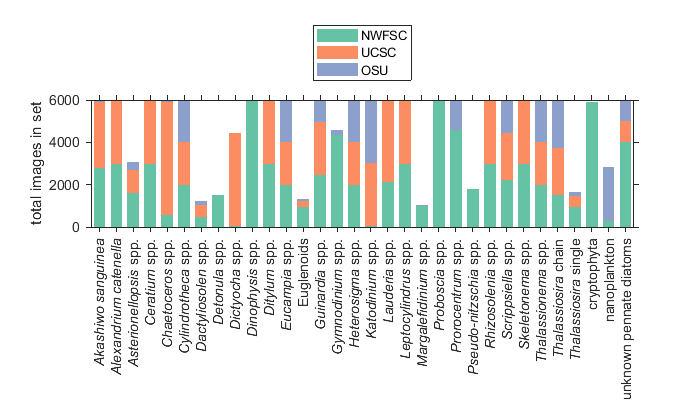 NWFSC
UCSC
OSU
total images in set
6000
4000
2000
0
Akashiwo sanguinea
Alexandrium catenella
Asterionellopsis spp.
Ceratium spp.
Chaetoceros spp.
Cylindrotheca spp.
Dactyliosolen spp.
Detonula spp.
Dictyocha spp.
Dinophysis spp.
Ditylum spp.
Eucampia spp.
Euglenoids
Guinardia spp.
Gymnodinium spp.
Heterosigma spp.
Katodinium spp.
Lauderia spp.
Leptocylindrus spp.
Margalefidinium spp.
Proboscia spp.
Prorocentrum spp.
Pseudo-nitzschia spp.
Rhizosolenia spp.
Scrippsiella spp.
Skeletonema spp.
Thalassionema spp.
Thalassiosira chain
Thalassiosira single
cryptophyta
nanoplankton
unknown pennate diatoms